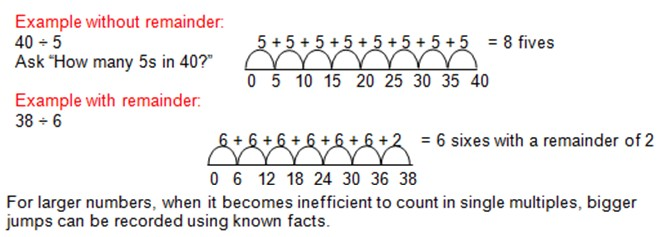 Example without remainder:
40 ÷ 5
Ask “How many 5s in 40?”
5 + 5 + 5 + 5 + 5 + 5 + 5 + 5 = 8 fives
0 5 10 15 20 25 30 35 40
Example with remainder:
38 ÷ 6
6 + 6 + 6 + 6 + 6 + 6 + 2 = 6 sixes with a remainder of 2
0 6 12 18 24 30 36 38
For larger numbers, when it becomes inefficient to count in single multiples, bigger
jumps can be recorded using known facts.